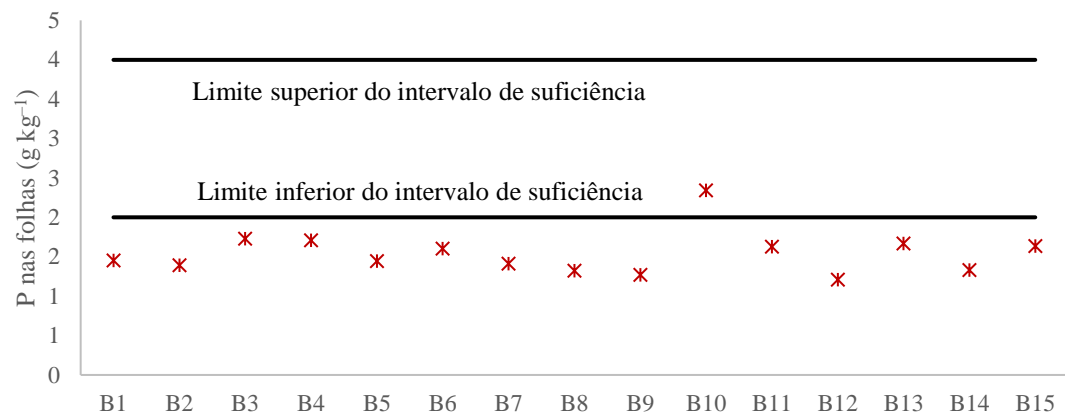 5
4
Limite superior do intervalo de suficiência
4
3
3
Limite inferior do intervalo de suficiência
2
2
1
1
0
P nas folhas (g kg⁻¹)
B1 B2 B3 B4 B5 B6 B7 B8 B9 B10 B11 B12 B13 B14 B15